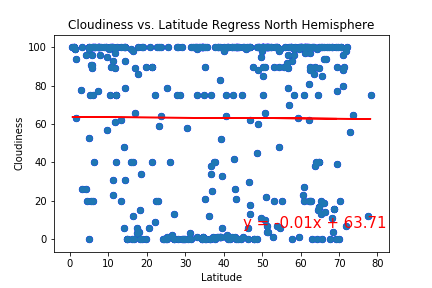 Cloudiness vs. Latitude Regress North Hemisphere
100
80
60
40
20
0
Cloudiness
y = -0.01x + 63.71
0 10 20 30 40 50 60 70 80
Latitude